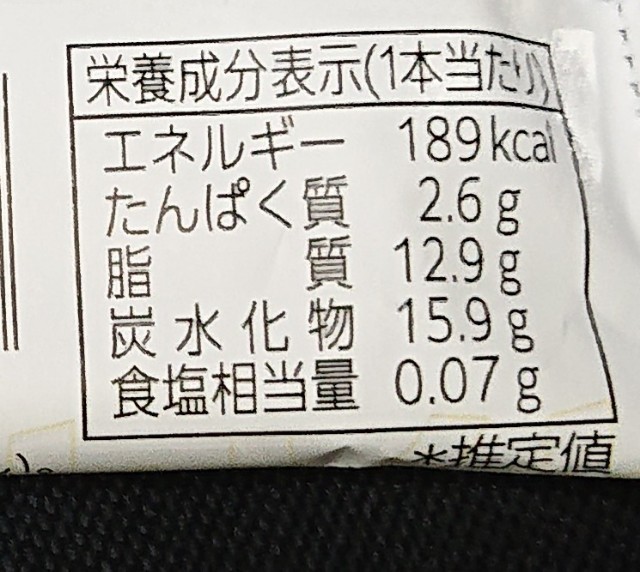 栄養成分表示(1本当たり)
エネルギー 189kcal
たんぱく質 2.6g
脂質 12.9g
炭水化物 15.9g
食塩相当量 0.07g
*推定値